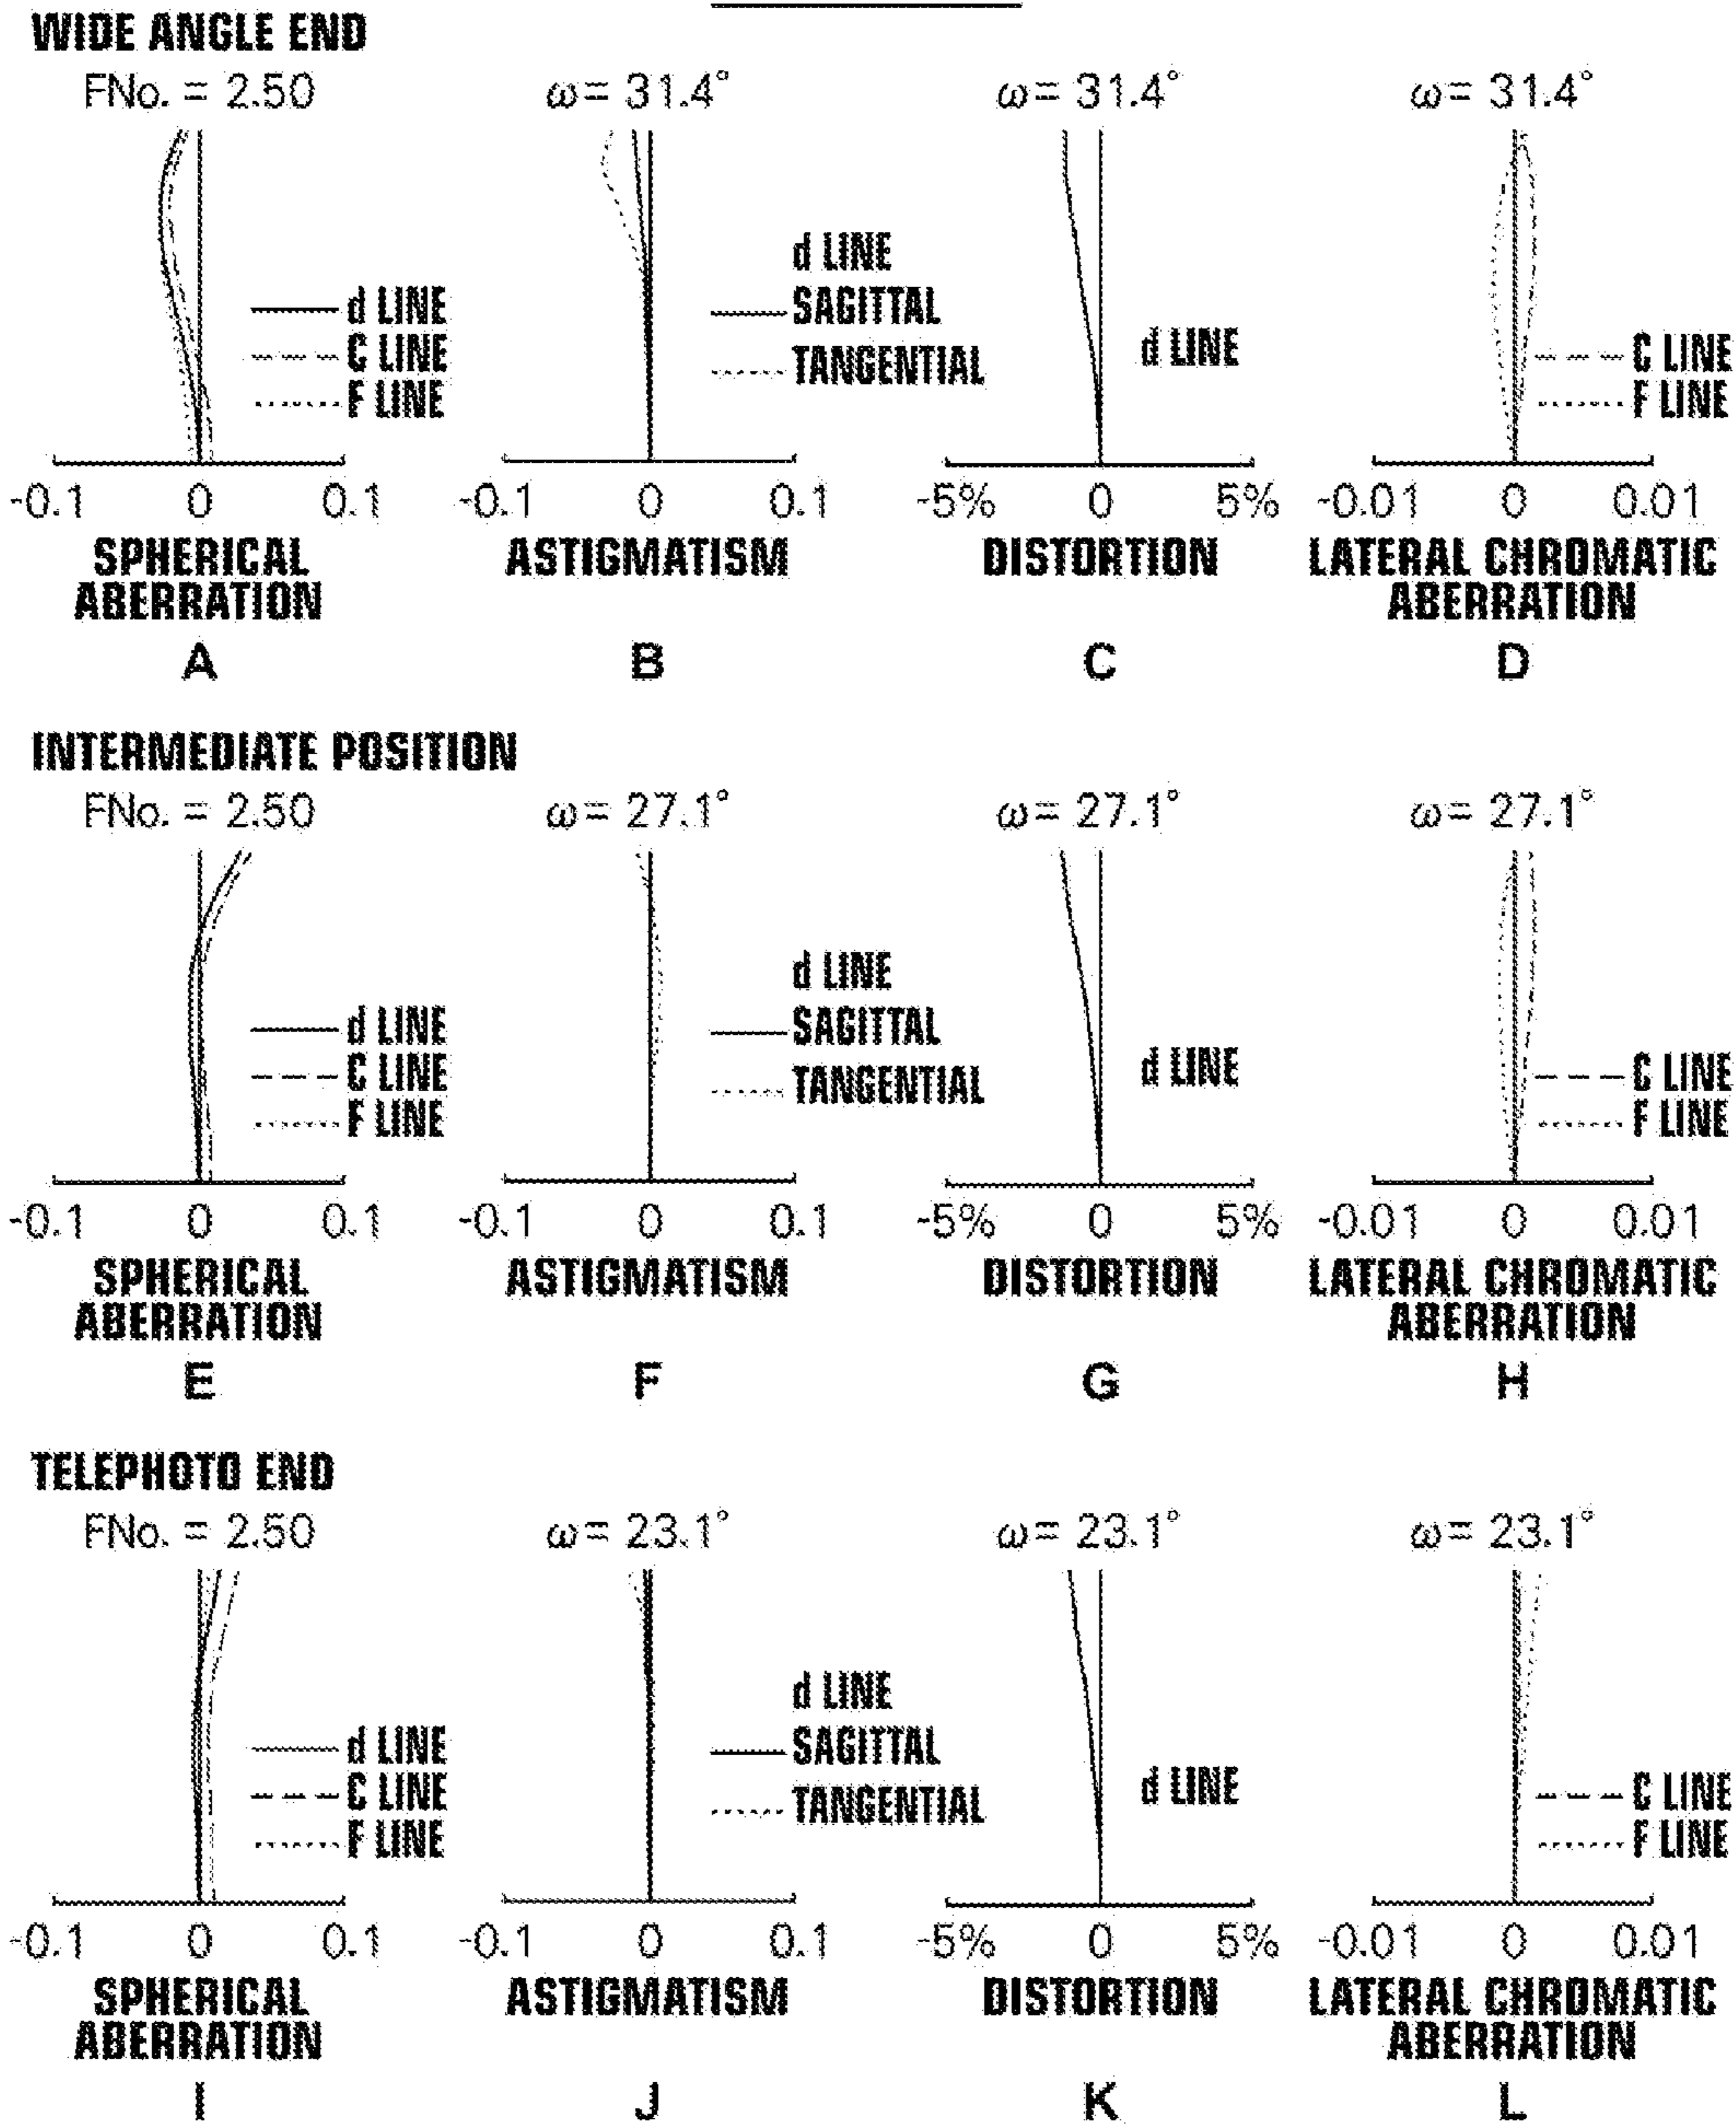 WIDE ANGLE END
FNo. = 2.50
ω = 31.4°
ω = 31.4°
ω = 31.4°
d LINE
C LINE
F LINE
d LINE
SAGITTAL
TANGENTIAL
d LINE
C LINE
F LINE
-0.1 0 0.1
-0.1 0 0.1
-5% 0 5%
-0.01 0 0.01
SPHERICAL
ABERRATION
ASTIGMATISM
DISTORTION
LATERAL CHROMATIC
ABERRATION
A
B
C
D
INTERMEDIATE POSITION
FNo. = 2.50
ω = 27.1°
ω = 27.1°
ω = 27.1°
d LINE
C LINE
F LINE
d LINE
SAGITTAL
TANGENTIAL
d LINE
C LINE
F LINE
-0.1 0 0.1
-0.1 0 0.1
-5% 0 5%
-0.01 0 0.01
SPHERICAL
ABERRATION
ASTIGMATISM
DISTORTION
LATERAL CHROMATIC
ABERRATION
E
F
G
H
TELEPHOTO END
FNo. = 2.50
ω = 23.1°
ω = 23.1°
ω = 23.1°
d LINE
C LINE
F LINE
d LINE
SAGITTAL
TANGENTIAL
d LINE
C LINE
F LINE
-0.1 0 0.1
-0.1 0 0.1
-5% 0 5%
-0.01 0 0.01
SPHERICAL
ABERRATION
ASTIGMATISM
DISTORTION
LATERAL CHROMATIC
ABERRATION
I
J
K
L